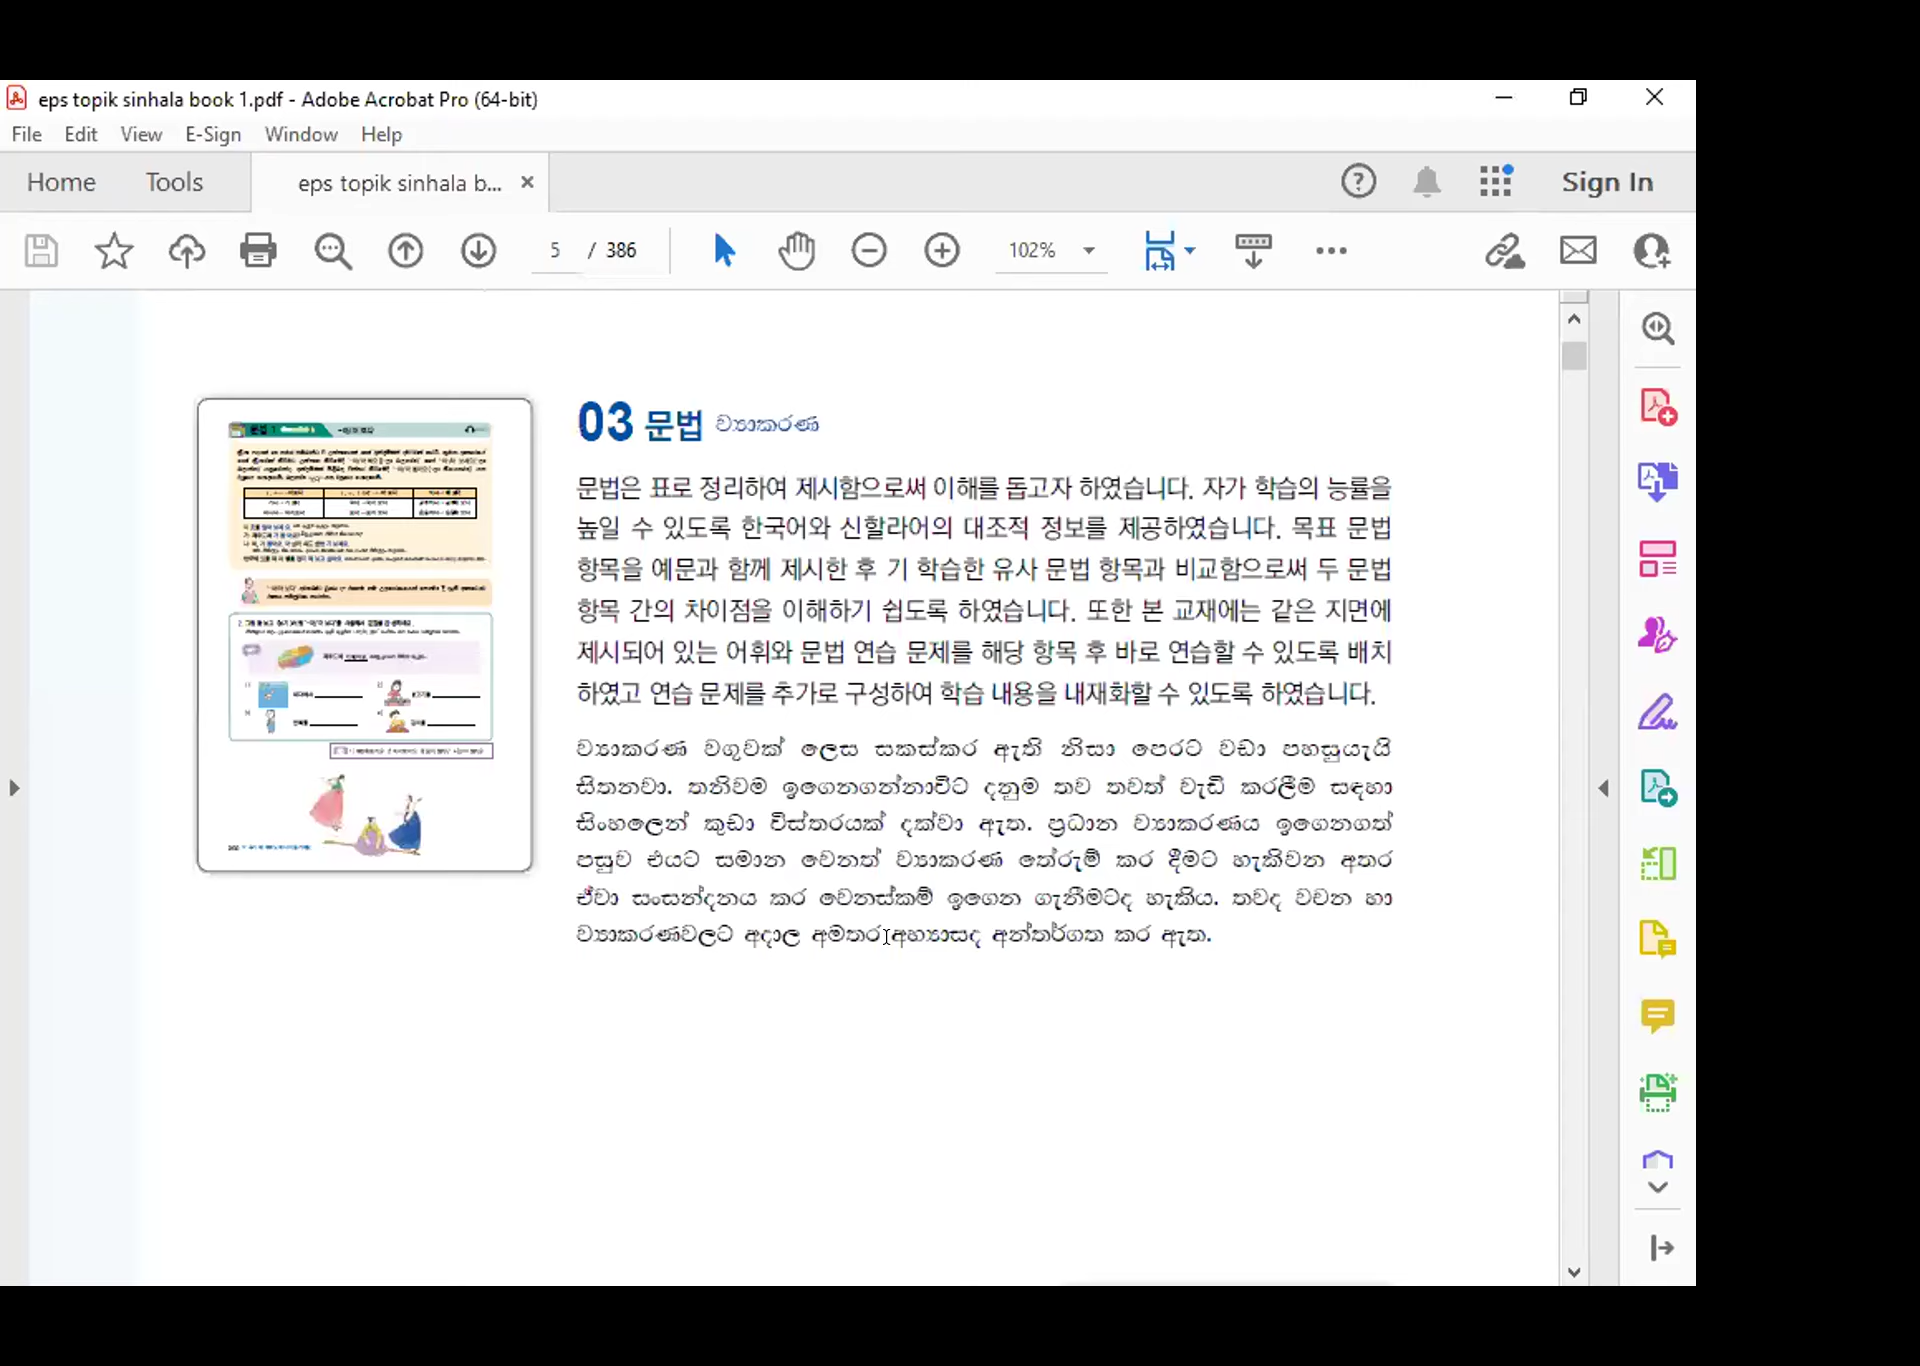 eps topik sinhala book 1.pdf - Adobe Acrobat Pro (64-bit)
File Edit View E-Sign Window Help
Home Tools eps topik sinhala b... Sign In
5 / 386 102%
03 문법 ව්‍යාකරණ
문법은 표로 정리하여 제시함으로써 이해를 돕고자 하였습니다. 자가 학습의 능률을
높일 수 있도록 한국어와 신할라어의 대조적 정보를 제공하였습니다. 목표 문법
항목을 예문과 함께 제시한 후 기 학습한 유사 문법 항목과 비교함으로써 두 문법
항목 간의 차이점을 이해하기 쉽도록 하였습니다. 또한 본 교재에는 같은 지면에
제시되어 있는 어휘와 문법 연습 문제를 해당 항목 후 바로 연습할 수 있도록 배치
하였고 연습 문제를 추가로 구성하여 학습 내용을 내재화할 수 있도록 하였습니다.
ව්‍යාකරණ වගුවක් ලෙස සකස්කර ඇති නිසා පෙරට වඩා පහසුයැයි
සිතනවා. තනිවම ඉගෙනගන්නාවිට දනුම තව තවත් වැඩි කරලීම සඳහා
සිංහලෙන් කුඩා විස්තරයක් දක්වා ඇත. ප්‍රධාන ව්‍යාකරණය ඉගෙනගත්
පසුව එයට සමාන වෙනත් ව්‍යාකරණ තේරුම් කර දීමට හැකිවන අතර
ඒවා සංසන්දනය කර වෙනස්කම් ඉගෙන ගැනීමටද හැකිය. තවද වචන හා
ව්‍යාකරණවලට අදාල අමතර අභ්‍යාසද අන්තර්ගත කර ඇත.